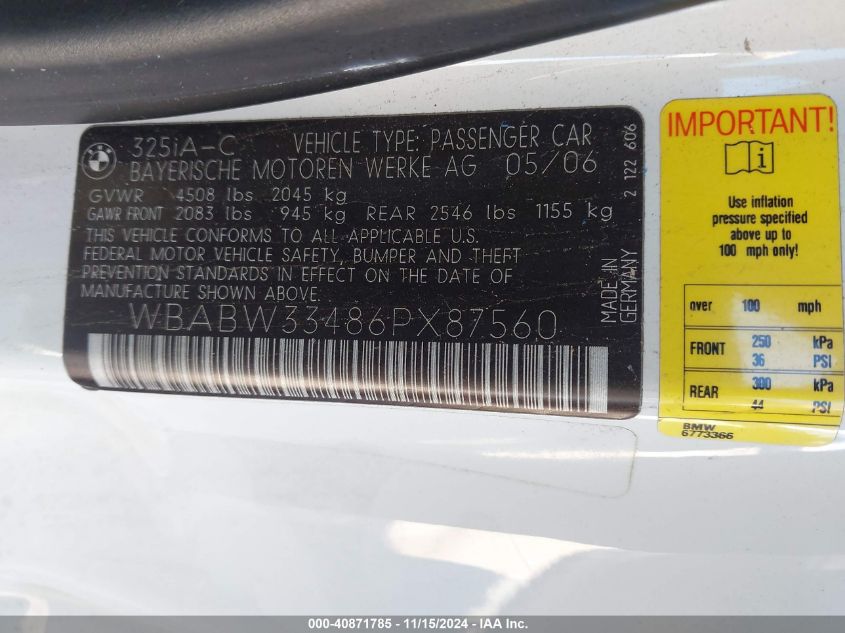 BMW
325iA-C VEHICLE TYPE: PASSENGER CAR
BAYERISCHE MOTOREN WERKE AG 05/06
GVWR 4508 lbs 2045 kg
GAWR FRONT 2083 lbs 945 kg REAR 2546 lbs 1155 kg
THIS VEHICLE CONFORMS TO ALL APPLICABLE U.S.
FEDERAL MOTOR VEHICLE SAFETY, BUMPER AND THEFT
PREVENTION STANDARDS IN EFFECT ON THE DATE OF
MANUFACTURE SHOWN ABOVE.
WBABW33486PX87560
MADE IN
GERMANY
2 122 606
IMPORTANT!
i
Use inflation
pressure specified
above up to
100 mph only!
over 100 mph
FRONT 250 kPa
36 PSI
REAR 300 kPa
44 PSI
BMW
6773366
000-40871785 - 11/15/2024 - IAA Inc.